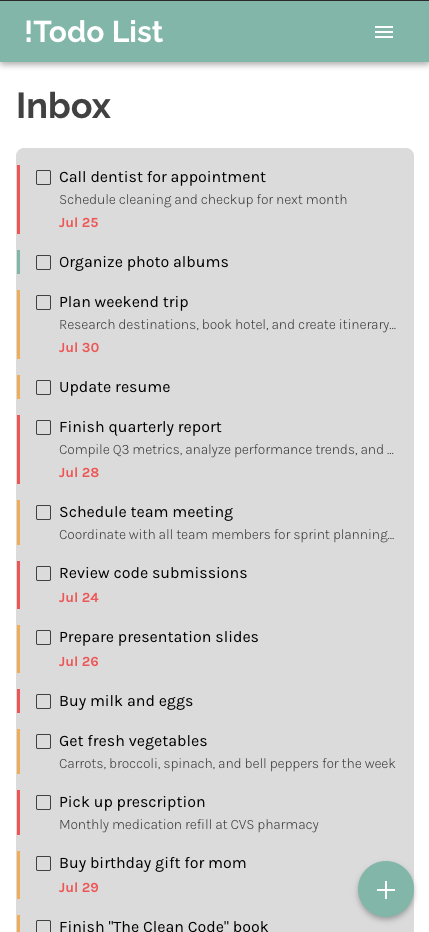 !Todo List
Inbox
Call dentist for appointment
Schedule cleaning and checkup for next month
Jul 25
Organize photo albums
Plan weekend trip
Research destinations, book hotel, and create itinerary...
Jul 30
Update resume
Finish quarterly report
Compile Q3 metrics, analyze performance trends, and ...
Jul 28
Schedule team meeting
Coordinate with all team members for sprint planning...
Review code submissions
Jul 24
Prepare presentation slides
Jul 26
Buy milk and eggs
Get fresh vegetables
Carrots, broccoli, spinach, and bell peppers for the week
Pick up prescription
Monthly medication refill at CVS pharmacy
Buy birthday gift for mom
Jul 29
Finish "The Clean Code" book